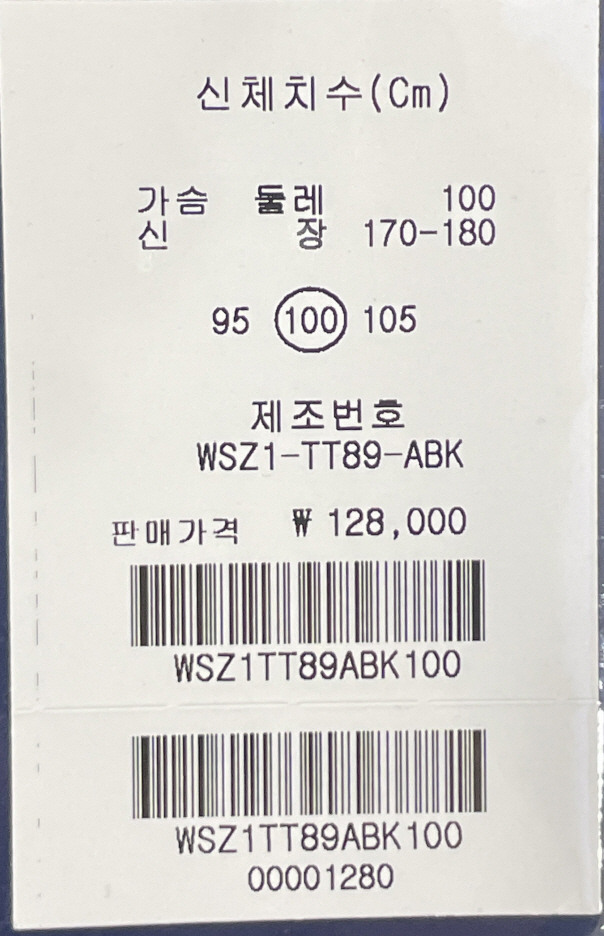 신체치수(Cm)
가슴 둘레 100
신 장 170-180
95 100 105
제조번호
WSZ1-TT89-ABK
판매가격 ₩ 128,000
WSZ1TT89ABK100
WSZ1TT89ABK100
00001280